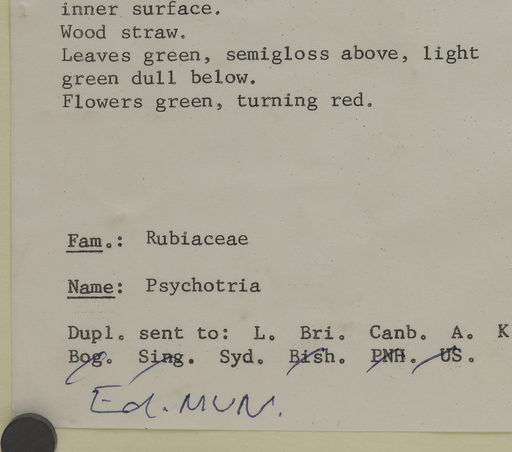 inner surface.
Wood straw.
Leaves green, semigloss above, light
green dull below.
Flowers green, turning red.
Fam.: Rubiaceae
Name: Psychotria
Dupl. sent to: L. Bri. Canb. A. K
Bog. Sing. Syd. Bish. PNH. US.
Ed. MUN.